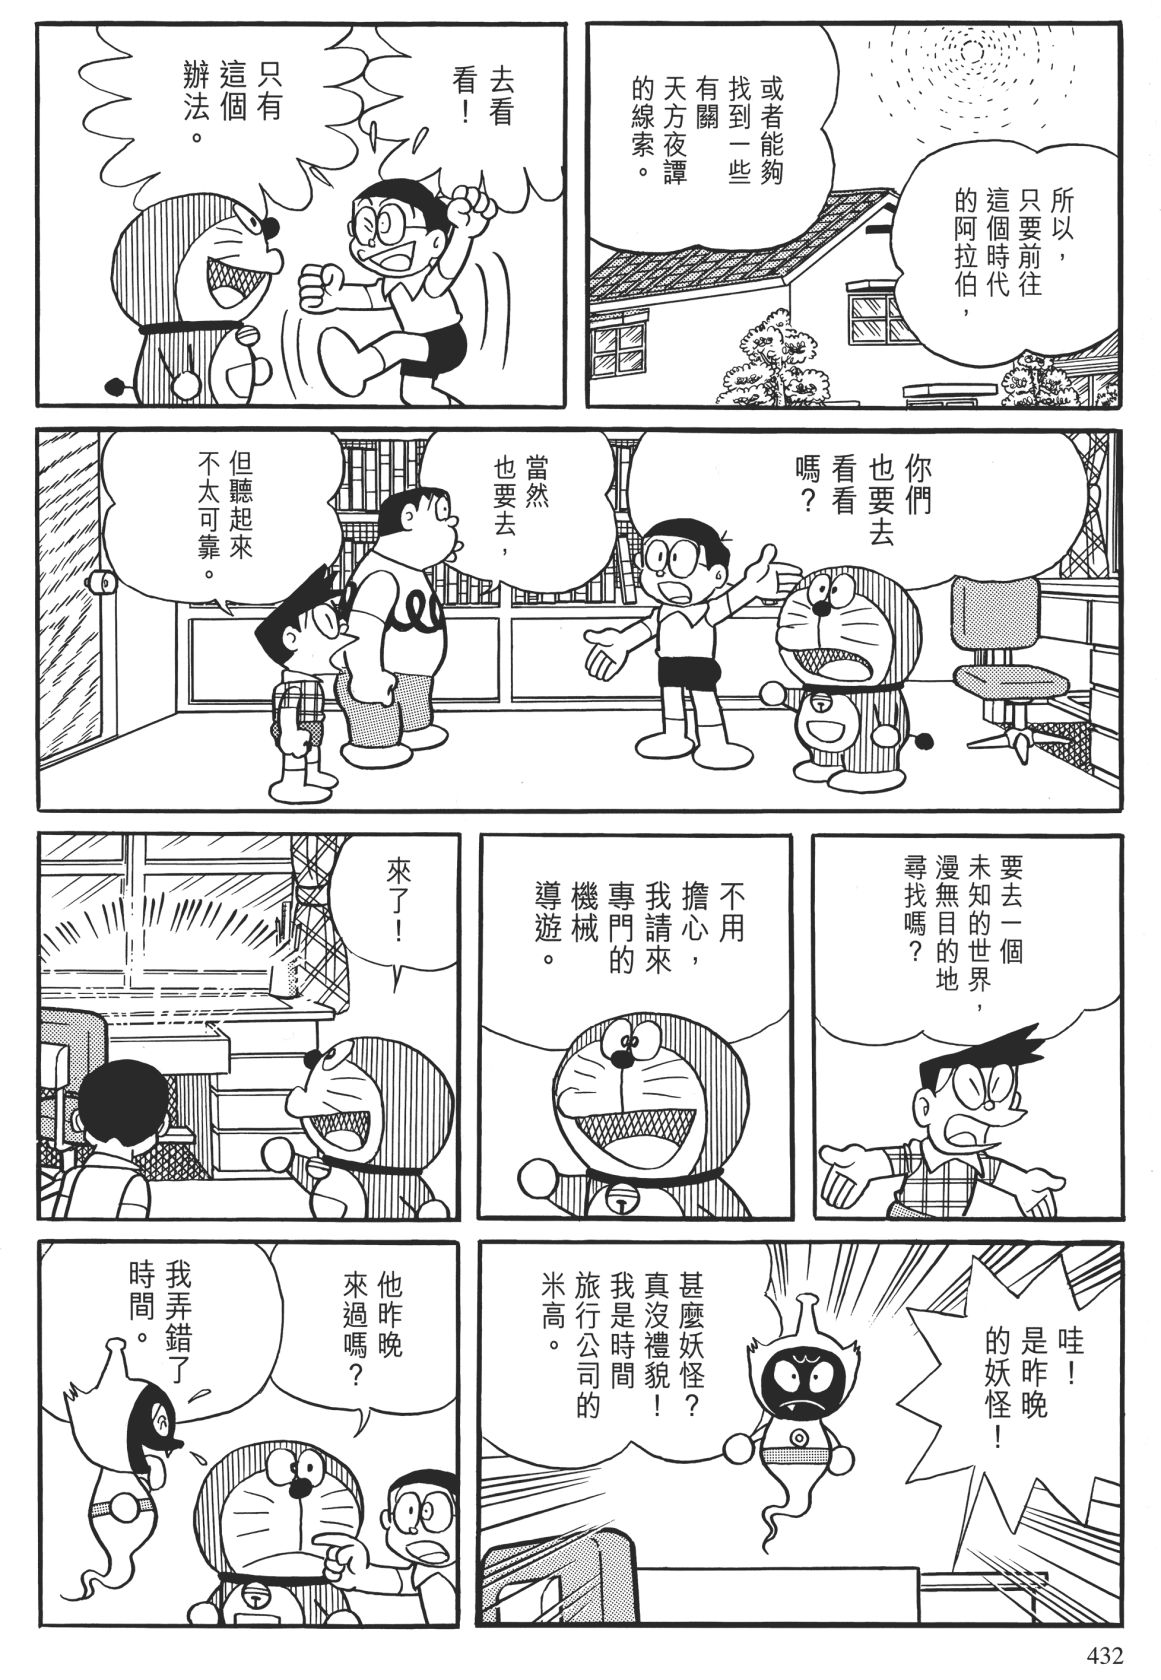 所以，
只要前往
這個時代
的阿拉伯，
或者能夠
找到一些
有關
天方夜譚
的線索。
去看
看！
只有
這個
辦法。
你們
也要去
看看
嗎？
當然
也要去，
但聽起來
不太可靠。
要去一個
未知的世界，
漫無目的地
尋找嗎？
不用
擔心，
我請來
專門的
機械
導遊。
來了！
哇！
是昨晚
的妖怪！
甚麼妖怪？
真沒禮貌！
我是時間
旅行公司的
米高。
他昨晚
來過嗎？
我弄錯了
時間。
432